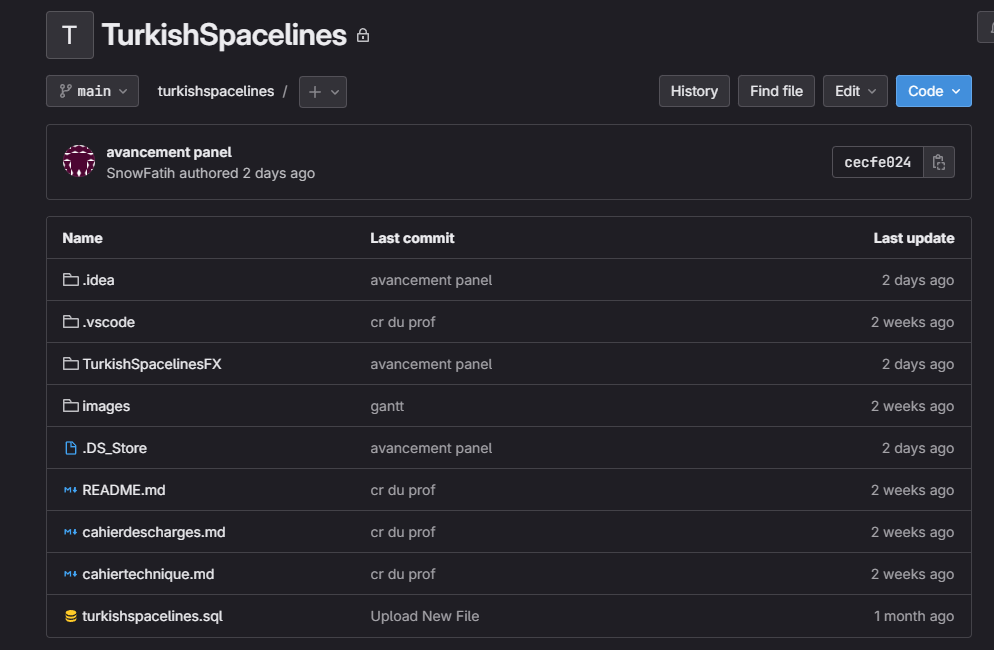 T TurkishSpacelines
main turkishspacelines / + History Find file Edit Code
avancement panel
SnowFatih authored 2 days ago
cecfe024
Name Last commit Last update
.idea avancement panel 2 days ago
.vscode cr du prof 2 weeks ago
TurkishSpacelinesFX avancement panel 2 days ago
images gantt 2 weeks ago
.DS_Store avancement panel 2 days ago
README.md cr du prof 2 weeks ago
cahierdescharges.md cr du prof 2 weeks ago
cahiertechnique.md cr du prof 2 weeks ago
turkishspacelines.sql Upload New File 1 month ago